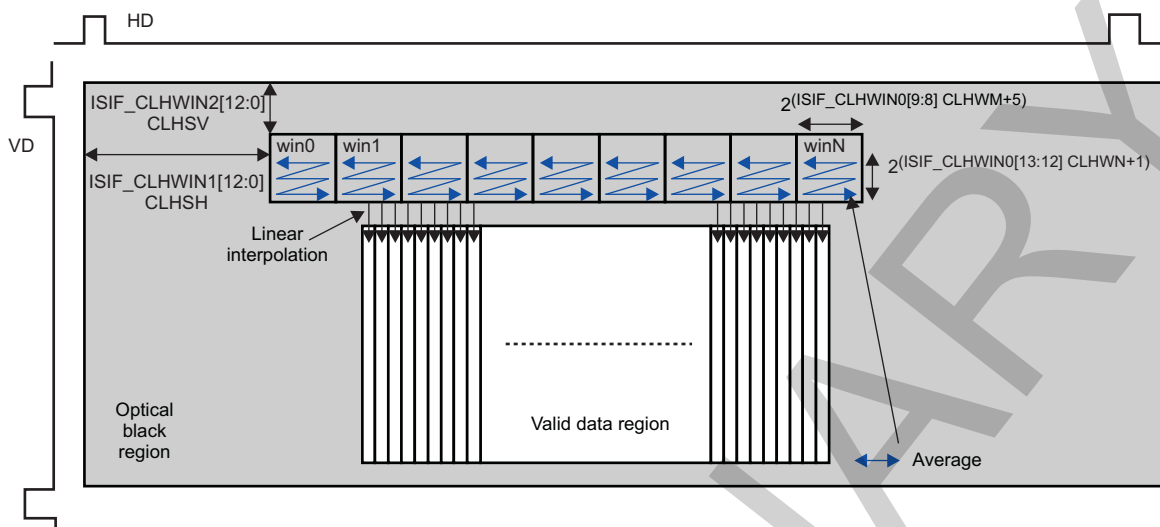 HD
ISIF_CLHWIN2[12:0]
CLHSV
2(ISIF_CLHWIN0[9:8] CLHWM+5)
VD
win0
win1
winN
2(ISIF_CLHWIN0[13:12] CLHWN+1)
ISIF_CLHWIN1[12:0]
CLHSH
Linear
interpolation
Optical
black
region
Valid data region
Average